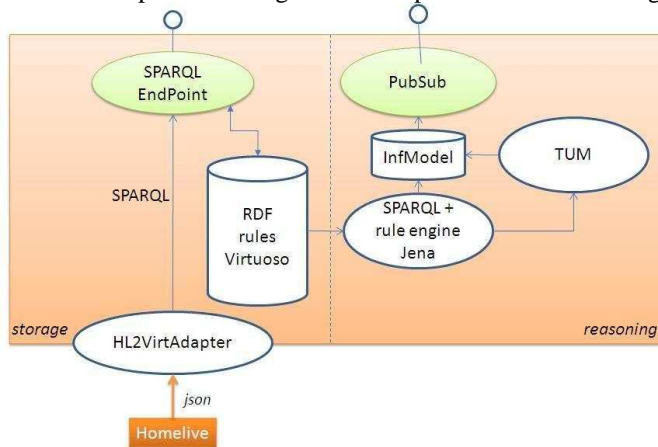 SPARQL
EndPoint
PubSub
InfModel
TUM
SPARQL
RDF
rules
Virtuoso
SPARQL +
rule engine
Jena
storage
reasoning
HL2VirtAdapter
json
Homelive